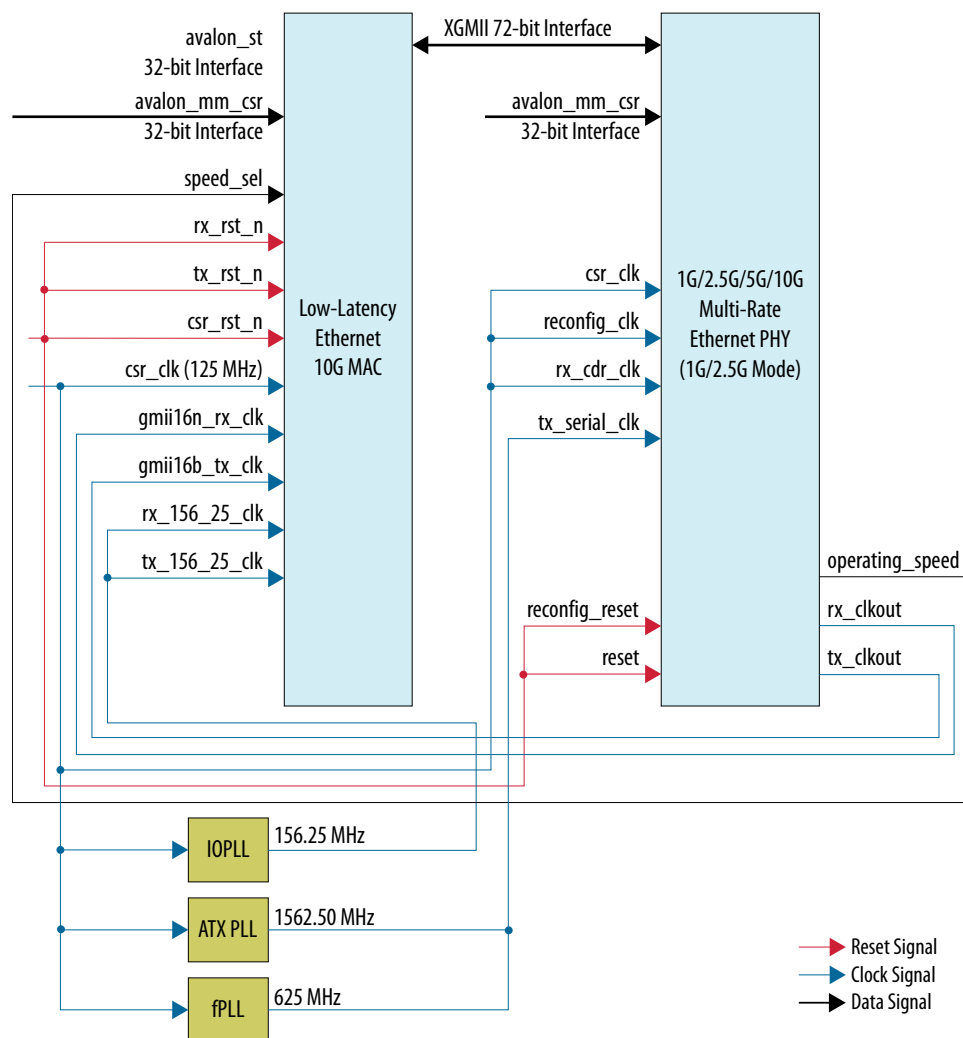 XGMII 72-bit Interface
avalon_st
32-bit Interface
avalon_mm_csr
32-bit Interface
speed_sel
rx_rst_n
tx_rst_n
csr_rst_n
csr_clk (125 MHz)
gmii16n_rx_clk
gmii16b_tx_clk
rx_156_25_clk
tx_156_25_clk
Low-Latency
Ethernet
10G MAC
avalon_mm_csr
32-bit Interface
csr_clk
reconfig_clk
rx_cdr_clk
tx_serial_clk
reconfig_reset
reset
1G/2.5G/5G/10G
Multi-Rate
Ethernet PHY
(1G/2.5G Mode)
operating_speed
rx_clkout
tx_clkout
IOPLL
156.25 MHz
ATX PLL
1562.50 MHz
fPLL
625 MHz
Reset Signal
Clock Signal
Data Signal